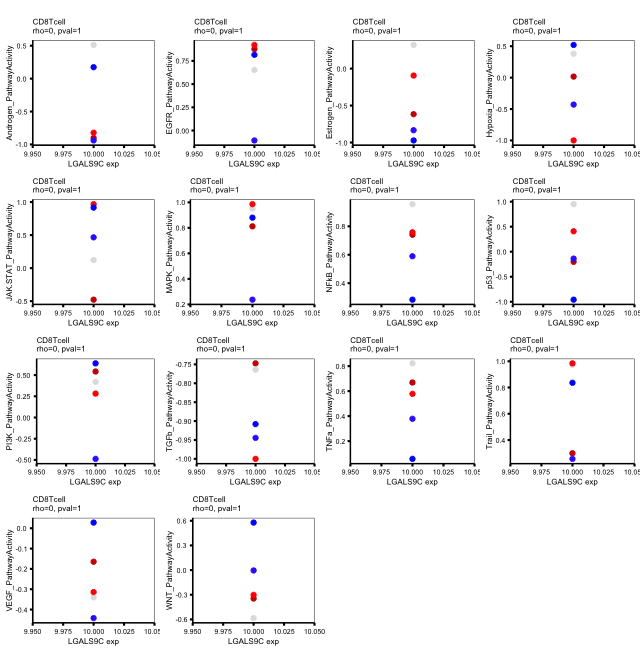 CD8Tcell
rho=0, pval=1
Androgen_PathwayActivity
0.5
0.0
-0.5
-1.0
9.950
9.975
10.000
10.025
10.05
LGALS9C exp
CD8Tcell
rho=0, pval=1
EGFR_PathwayActivity
0.75
0.50
0.25
0.00
9.950
9.975
10.000
10.025
10.05
LGALS9C exp
CD8Tcell
rho=0, pval=1
Estrogen_PathwayActivity
0.0
-0.5
-1.0
9.950
9.975
10.000
10.025
10.05
LGALS9C exp
CD8Tcell
rho=0, pval=1
Hypoxia_PathwayActivity
0.5
0.0
-0.5
-1.0
9.950
9.975
10.000
10.025
10.05
LGALS9C exp
CD8Tcell
rho=0, pval=1
JAK.STAT_PathwayActivity
1.0
0.5
0.0
-0.5
9.950
9.975
10.000
10.025
10.05
LGALS9C exp
CD8Tcell
rho=0, pval=1
MAPK_PathwayActivity
1.0
0.8
0.6
0.4
0.2
9.950
9.975
10.000
10.025
10.05
LGALS9C exp
CD8Tcell
rho=0, pval=1
NFkB_PathwayActivity
0.8
0.6
0.4
9.950
9.975
10.000
10.025
10.05
LGALS9C exp
CD8Tcell
rho=0, pval=1
p53_PathwayActivity
1.0
0.5
0.0
-0.5
-1.0
9.950
9.975
10.000
10.025
10.05
LGALS9C exp
CD8Tcell
rho=0, pval=1
PI3K_PathwayActivity
0.50
0.25
0.00
-0.25
-0.50
9.950
9.975
10.000
10.025
10.05
LGALS9C exp
CD8Tcell
rho=0, pval=1
TGFb_PathwayActivity
-0.75
-0.80
-0.85
-0.90
-0.95
-1.00
9.950
9.975
10.000
10.025
10.05
LGALS9C exp
CD8Tcell
rho=0, pval=1
TNFa_PathwayActivity
0.8
0.6
0.4
0.2
9.950
9.975
10.000
10.025
10.05
LGALS9C exp
CD8Tcell
rho=0, pval=1
Trail_PathwayActivity
1.0
0.8
0.6
0.4
9.950
9.975
10.000
10.025
10.05
LGALS9C exp
CD8Tcell
rho=0, pval=1
VEGF_PathwayActivity
0.0
-0.1
-0.2
-0.3
-0.4
9.950
9.975
10.000
10.025
10.05
LGALS9C exp
CD8Tcell
rho=0, pval=1
WNT_PathwayActivity
0.6
0.3
0.0
-0.3
-0.6
9.950
9.975
10.000
10.025
10.050
LGALS9C exp